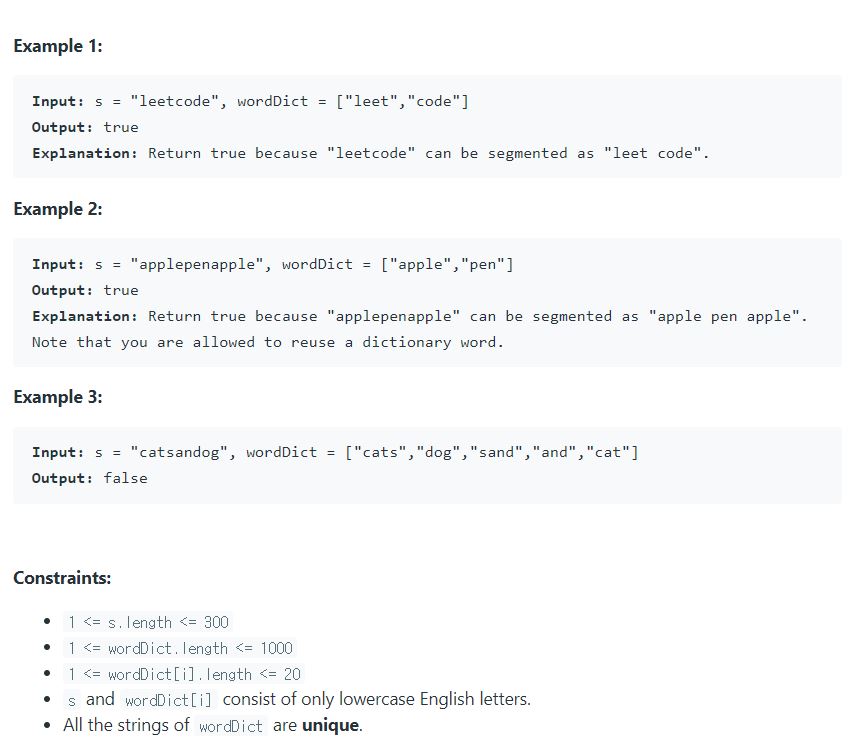 Example 1:
Input: s = "leetcode", wordDict = ["leet","code"]
Output: true
Explanation: Return true because "leetcode" can be segmented as "leet code".
Example 2:
Input: s = "applepenapple", wordDict = ["apple","pen"]
Output: true
Explanation: Return true because "applepenapple" can be segmented as "apple pen apple".
Note that you are allowed to reuse a dictionary word.
Example 3:
Input: s = "catsandog", wordDict = ["cats","dog","sand","and","cat"]
Output: false
Constraints:
• 1 <= s.length <= 300
• 1 <= wordDict.length <= 1000
• 1 <= wordDict[i].length <= 20
• s and wordDict[i] consist of only lowercase English letters.
• All the strings of wordDict are unique.